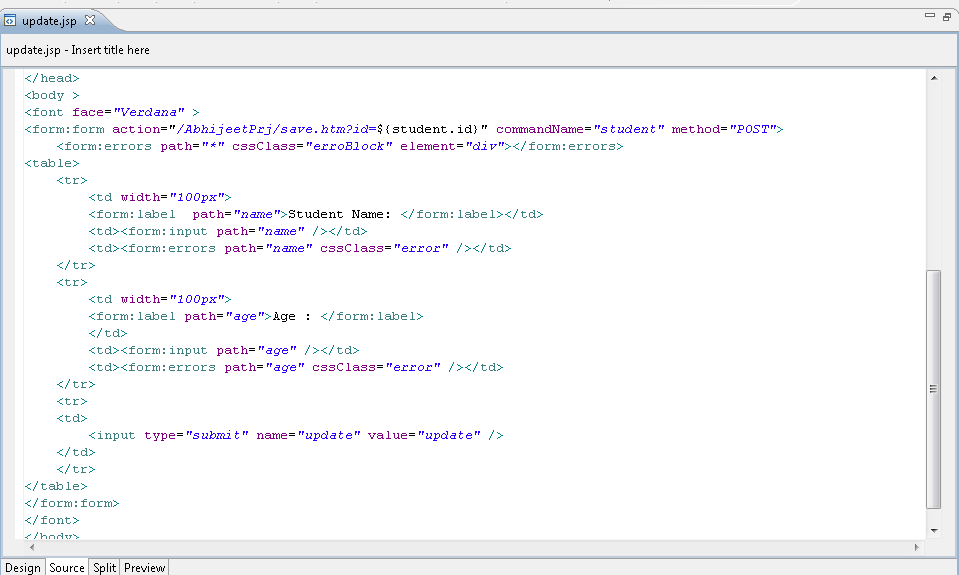 update.jsp
update.jsp - Insert title here
</head>
<body >
<font face="Verdana" >
<form:form action="/AbhijeetPrj/save.htm?id=${student.id}" commandName="student" method="POST">
    <form:errors path="*" cssClass="erroBlock" element="div"></form:errors>
<table>
    <tr>
        <td width="100px">
        <form:label  path="name">Student Name: </form:label></td>
        <td><form:input path="name" /></td>
        <td><form:errors path="name" cssClass="error" /></td>
    </tr>
    <tr>
        <td width="100px">
        <form:label path="age">Age : </form:label>
        </td>
        <td><form:input path="age" /></td>
        <td><form:errors path="age" cssClass="error" /></td>
    </tr>
    <tr>
    <td>
        <input type="submit" name="update" value="update" />
    </td>
    </tr>
</table>
</form:form>
</font>
</body>
Design Source Split Preview